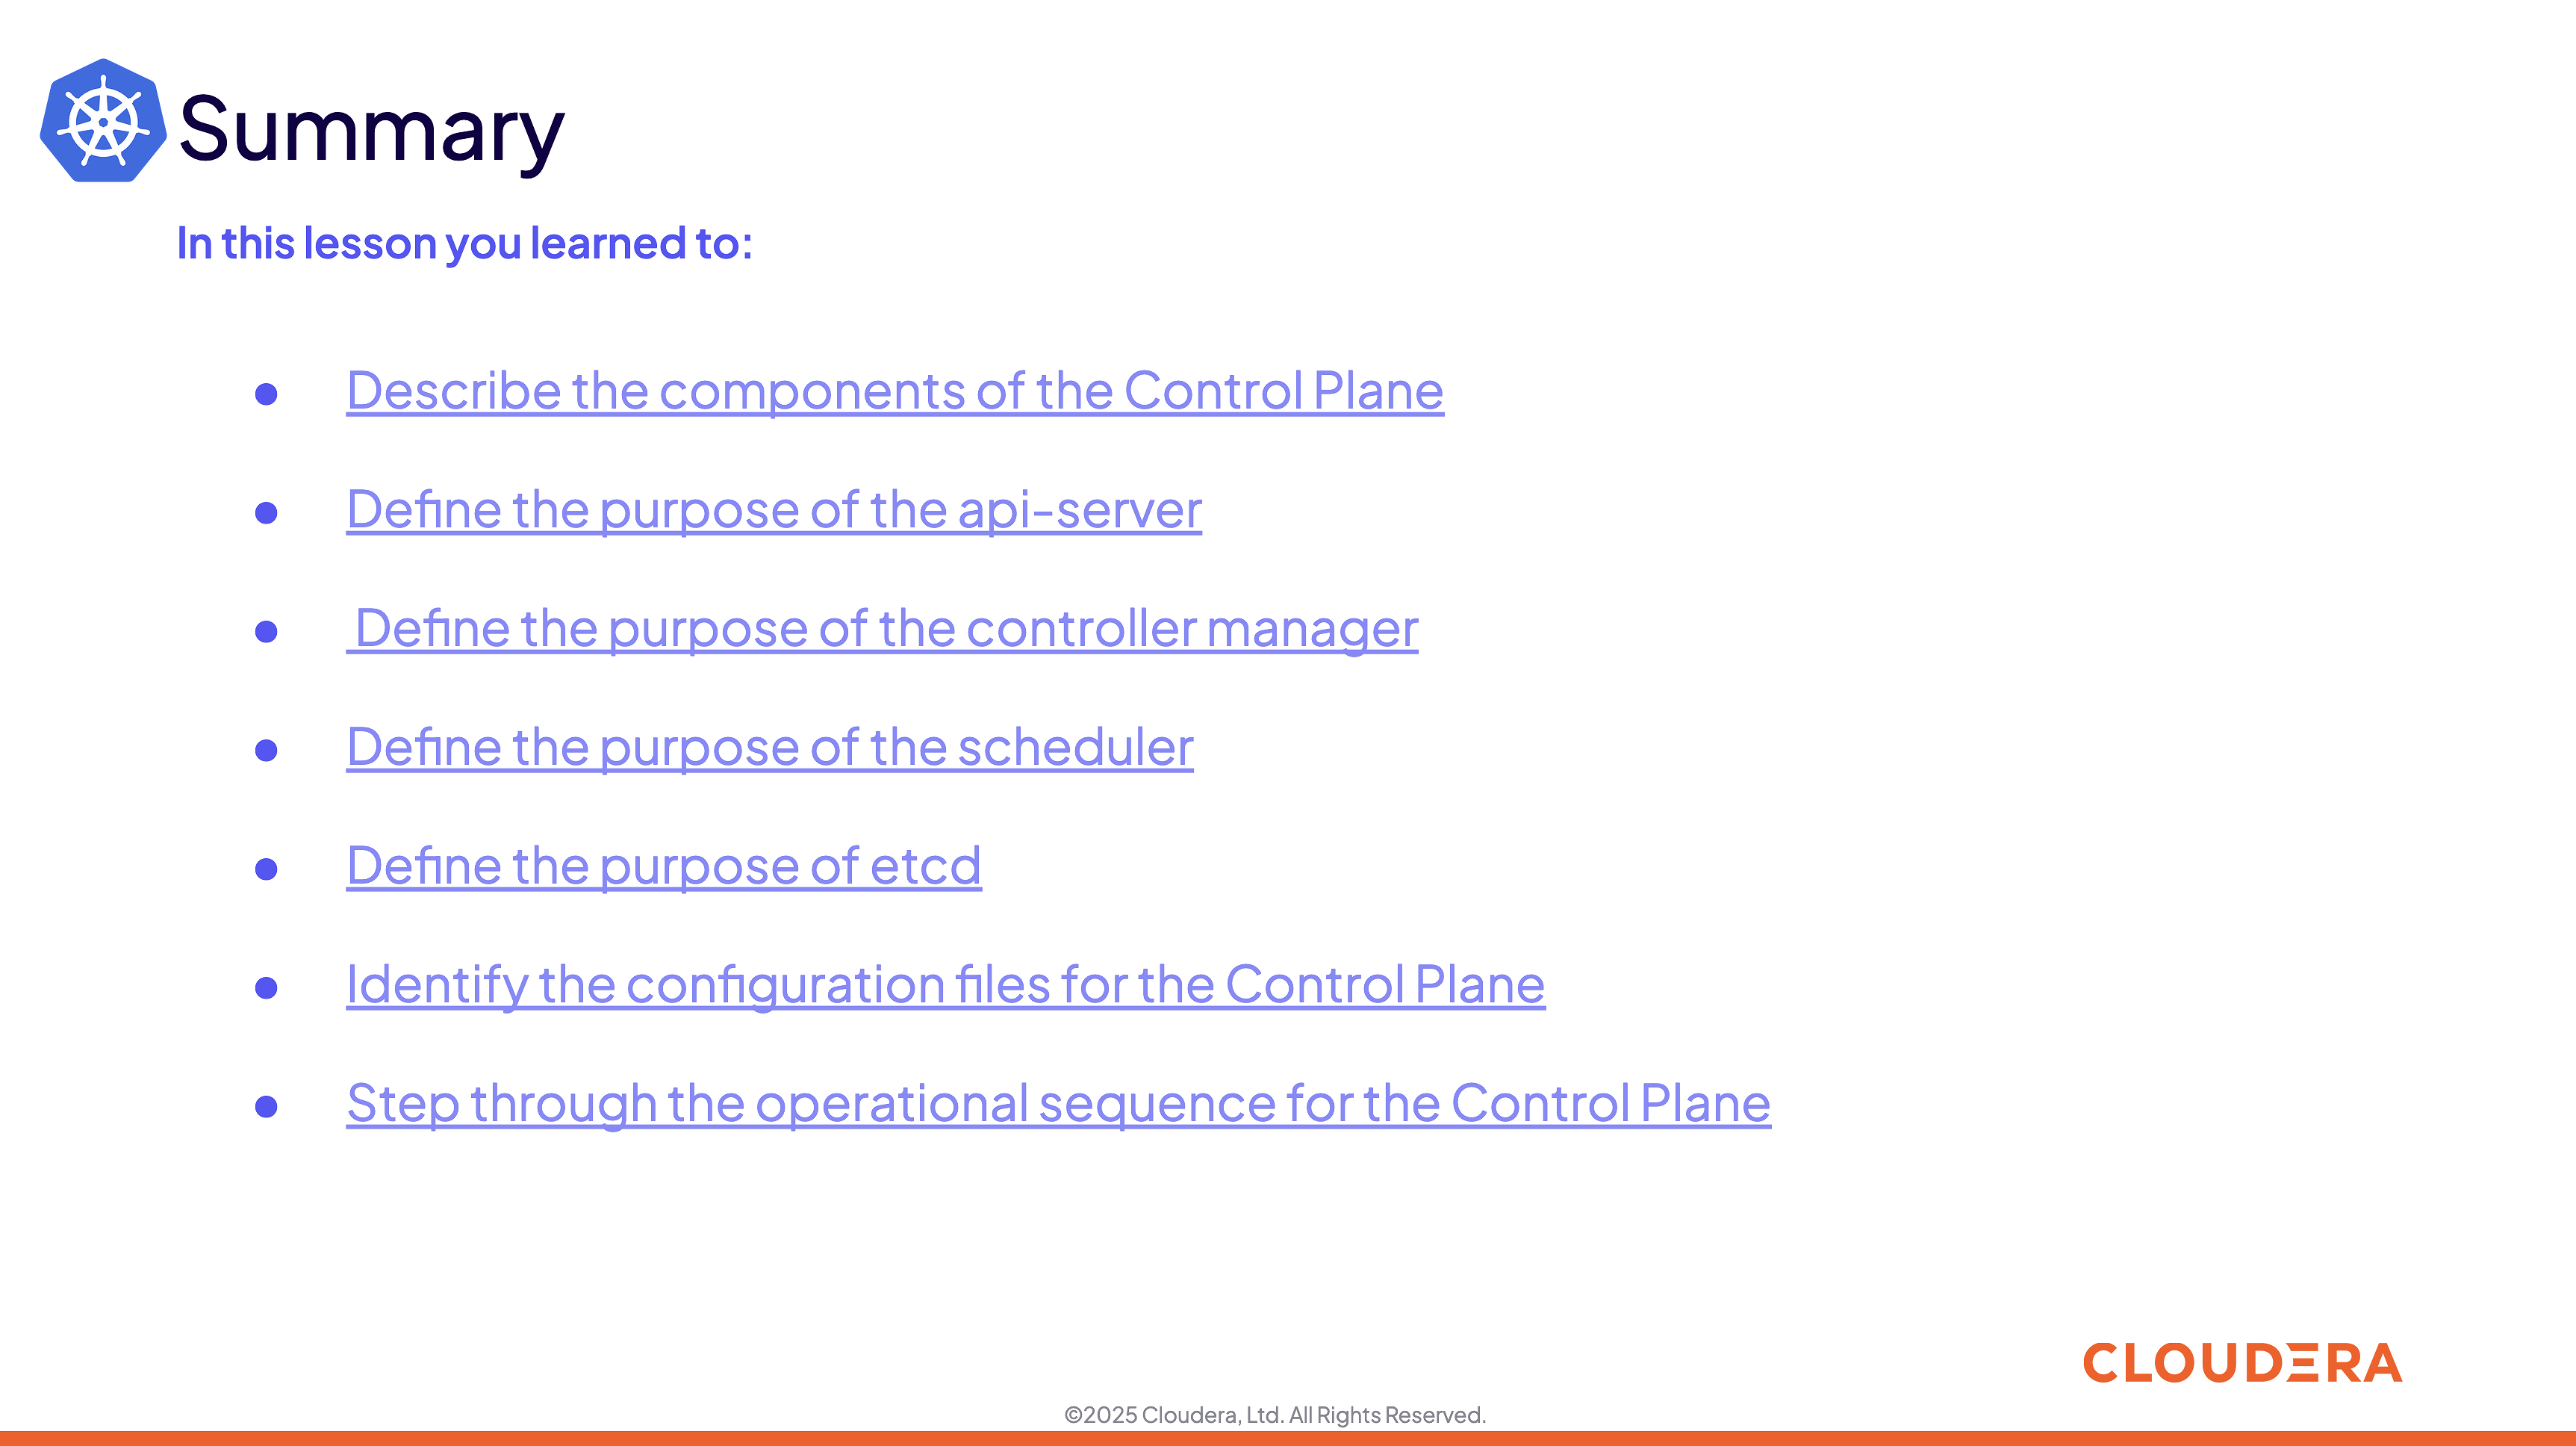 Summary
In this lesson you learned to:
● Describe the components of the Control Plane
● Define the purpose of the api-server
● Define the purpose of the controller manager
● Define the purpose of the scheduler
● Define the purpose of etcd
● Identify the configuration files for the Control Plane
● Step through the operational sequence for the Control Plane
CLOUDERA
©2025 Cloudera, Ltd. All Rights Reserved.